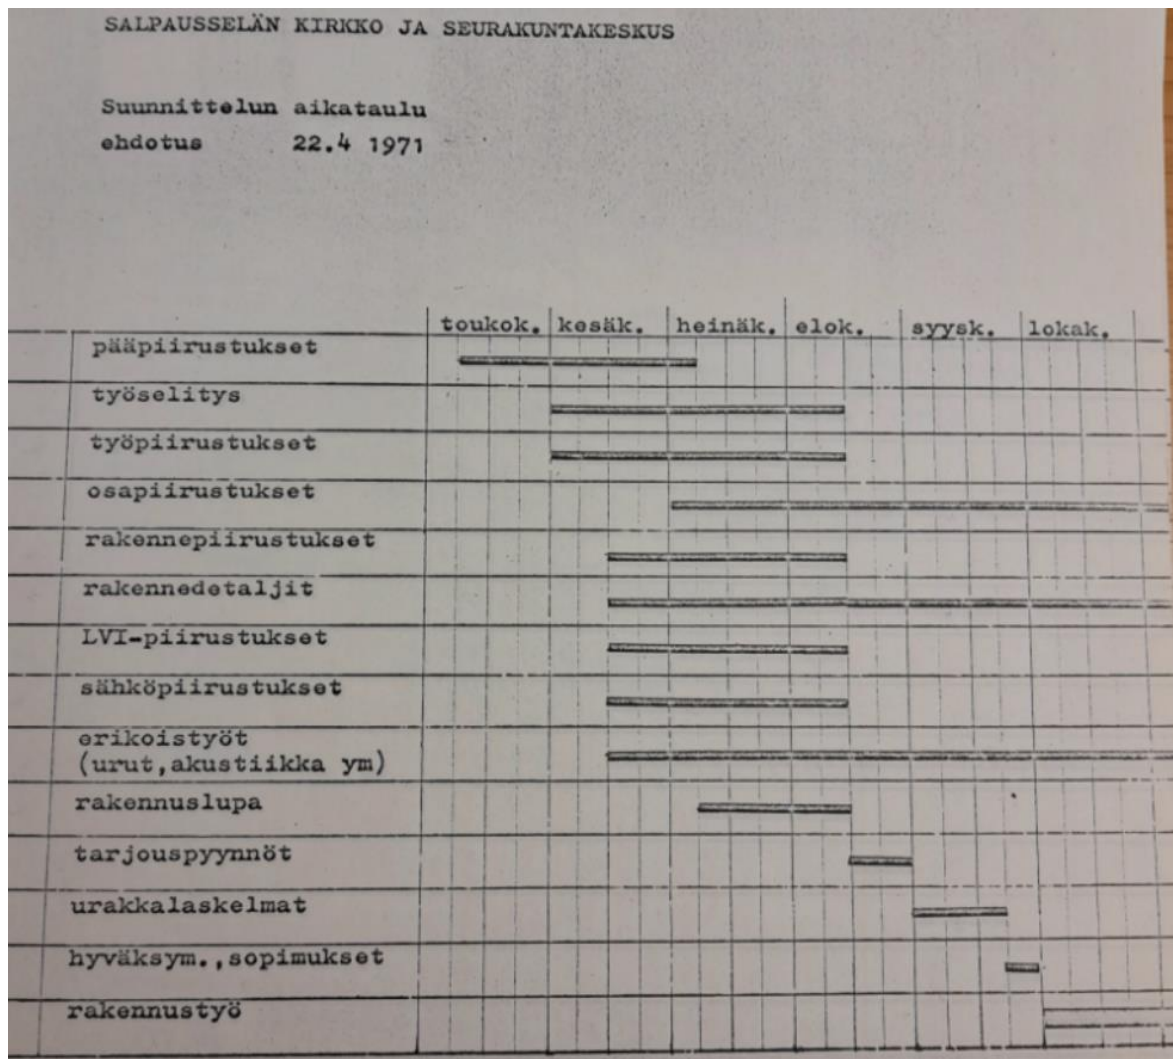 SALPAUSSELÄN KIRKKO JA SEURAKUNTAKESKUS
Suunnittelun aikataulu
ehdotus 22.4 1971
toukok. kesäk. heinäk. elok. syysk. lokak.
pääpiirustukset
työselitys
työpiirustukset
osapiirustukset
rakennepiirustukset
rakennedetaljit
LVI-piirustukset
sähköpiirustukset
erikoistyöt
(urut,akustiikka ym)
rakennuslupa
tarjouspyynnöt
urakkalaskelmat
hyväksym.,sopimukset
rakennustyö